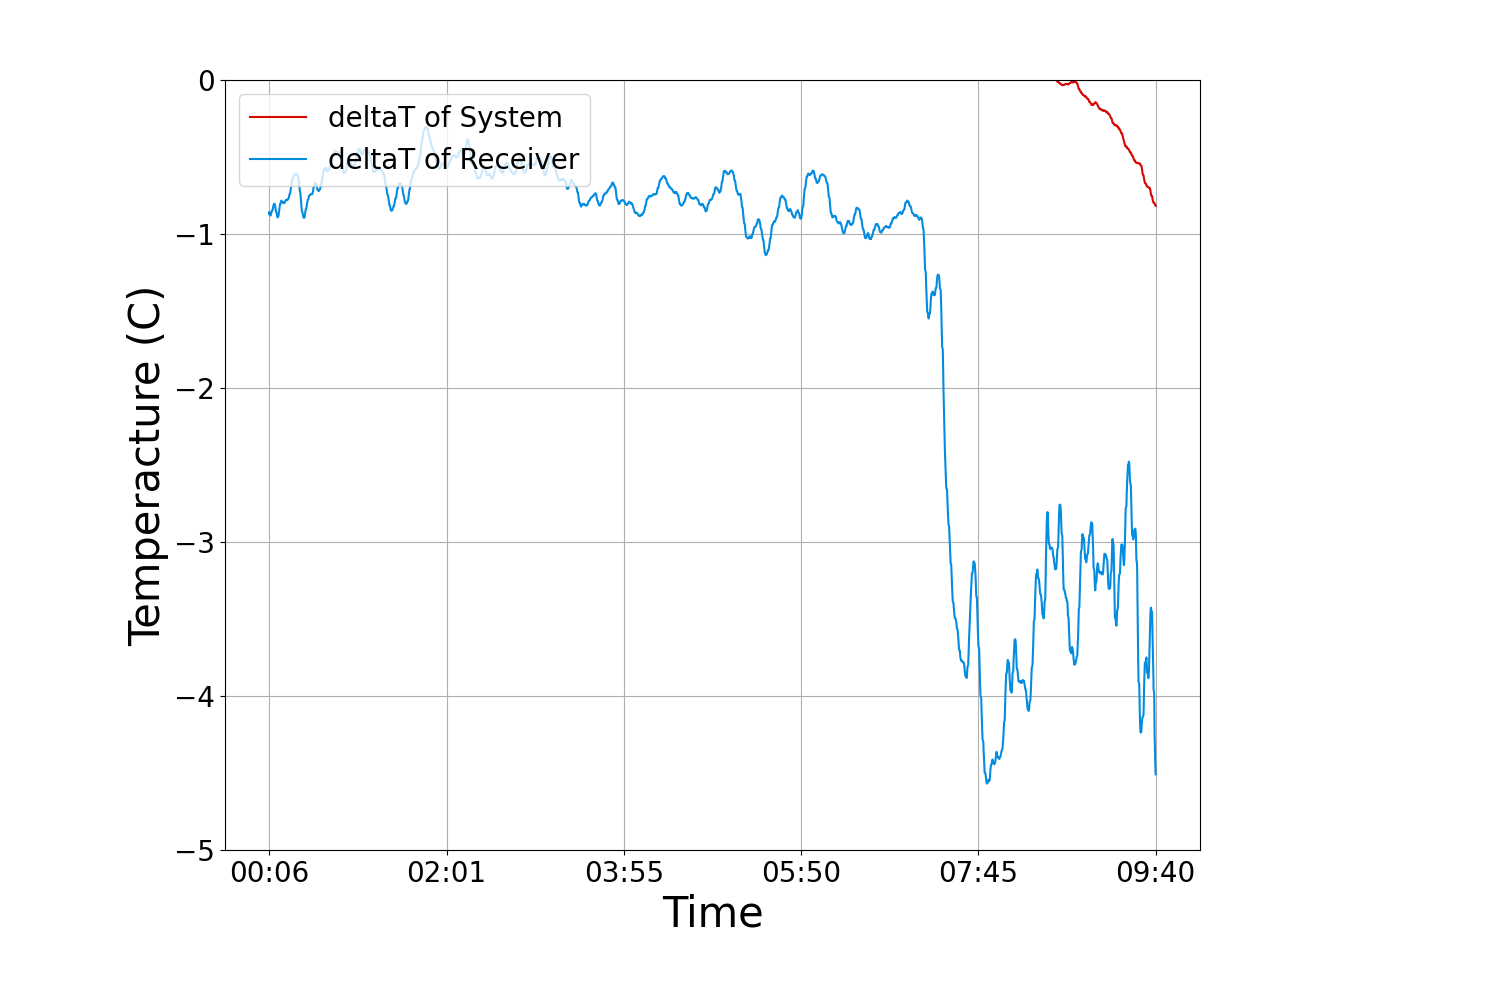 deltaT of System
deltaT of Receiver
0
−1
−2
−3
−4
−5
Temperacture (C)
00:06 02:01 03:55 05:50 07:45 09:40
Time